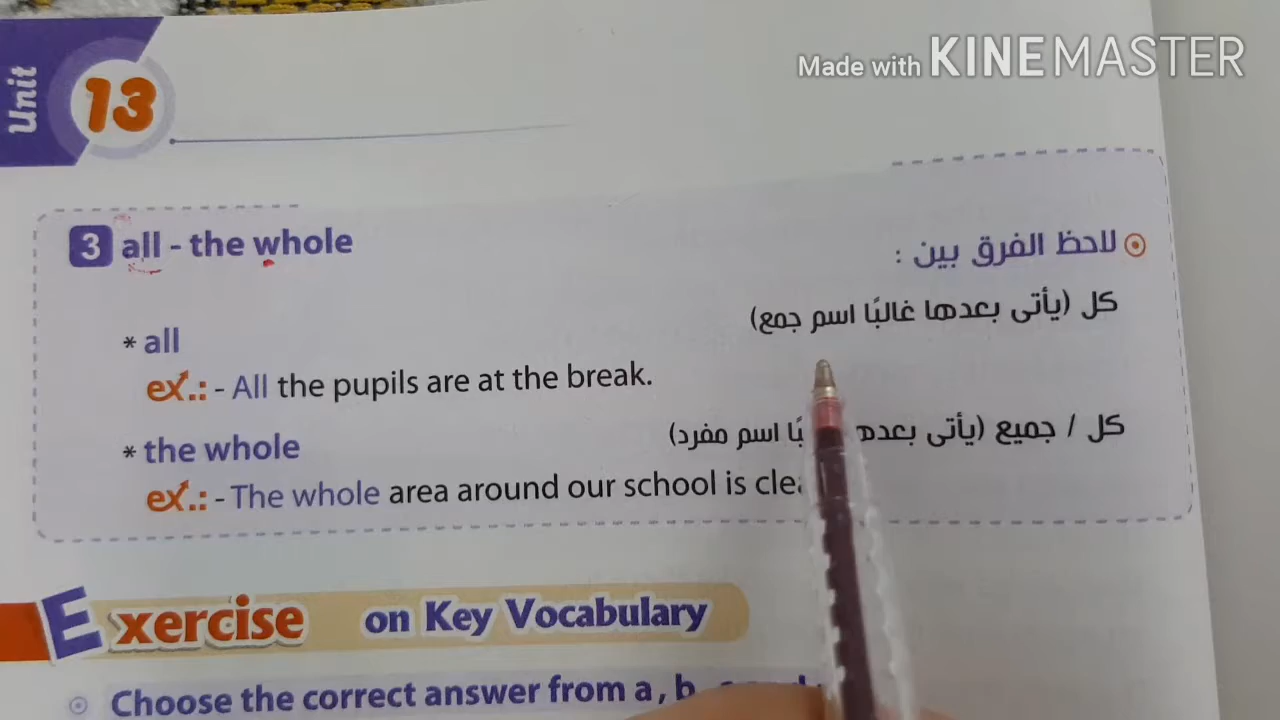 Unit
13
Made with KINEMASTER
3 all - the whole
لاحظ الفرق بين :
* all
كل (يأتى بعدها غالبًا اسم جمع)
ex.: - All the pupils are at the break.
* the whole
كل / جميع (يأتى بعدها اسم مفرد)
ex.: - The whole area around our school is
Exercise on Key Vocabulary
Choose the correct answer from a, b,